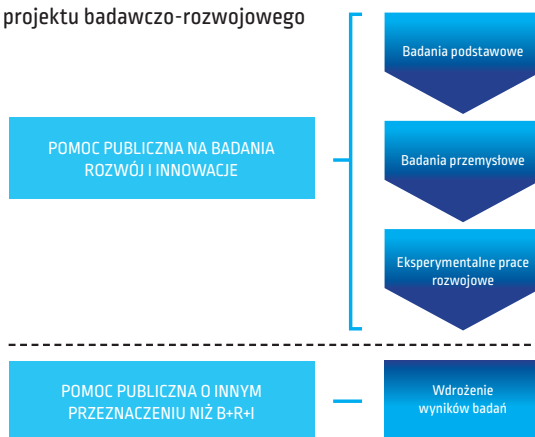 projektu badawczo-rozwojowego
Badania podstawowe
POMOC PUBLICZNA NA BADANIA
ROZWÓJ I INNOWACJE
Badania przemysłowe
Eksperymentalne prace
rozwojowe
POMOC PUBLICZNA O INNYM
PRZEZNACZENIU NIŻ B+R+I
Wdrożenie
wyników badań